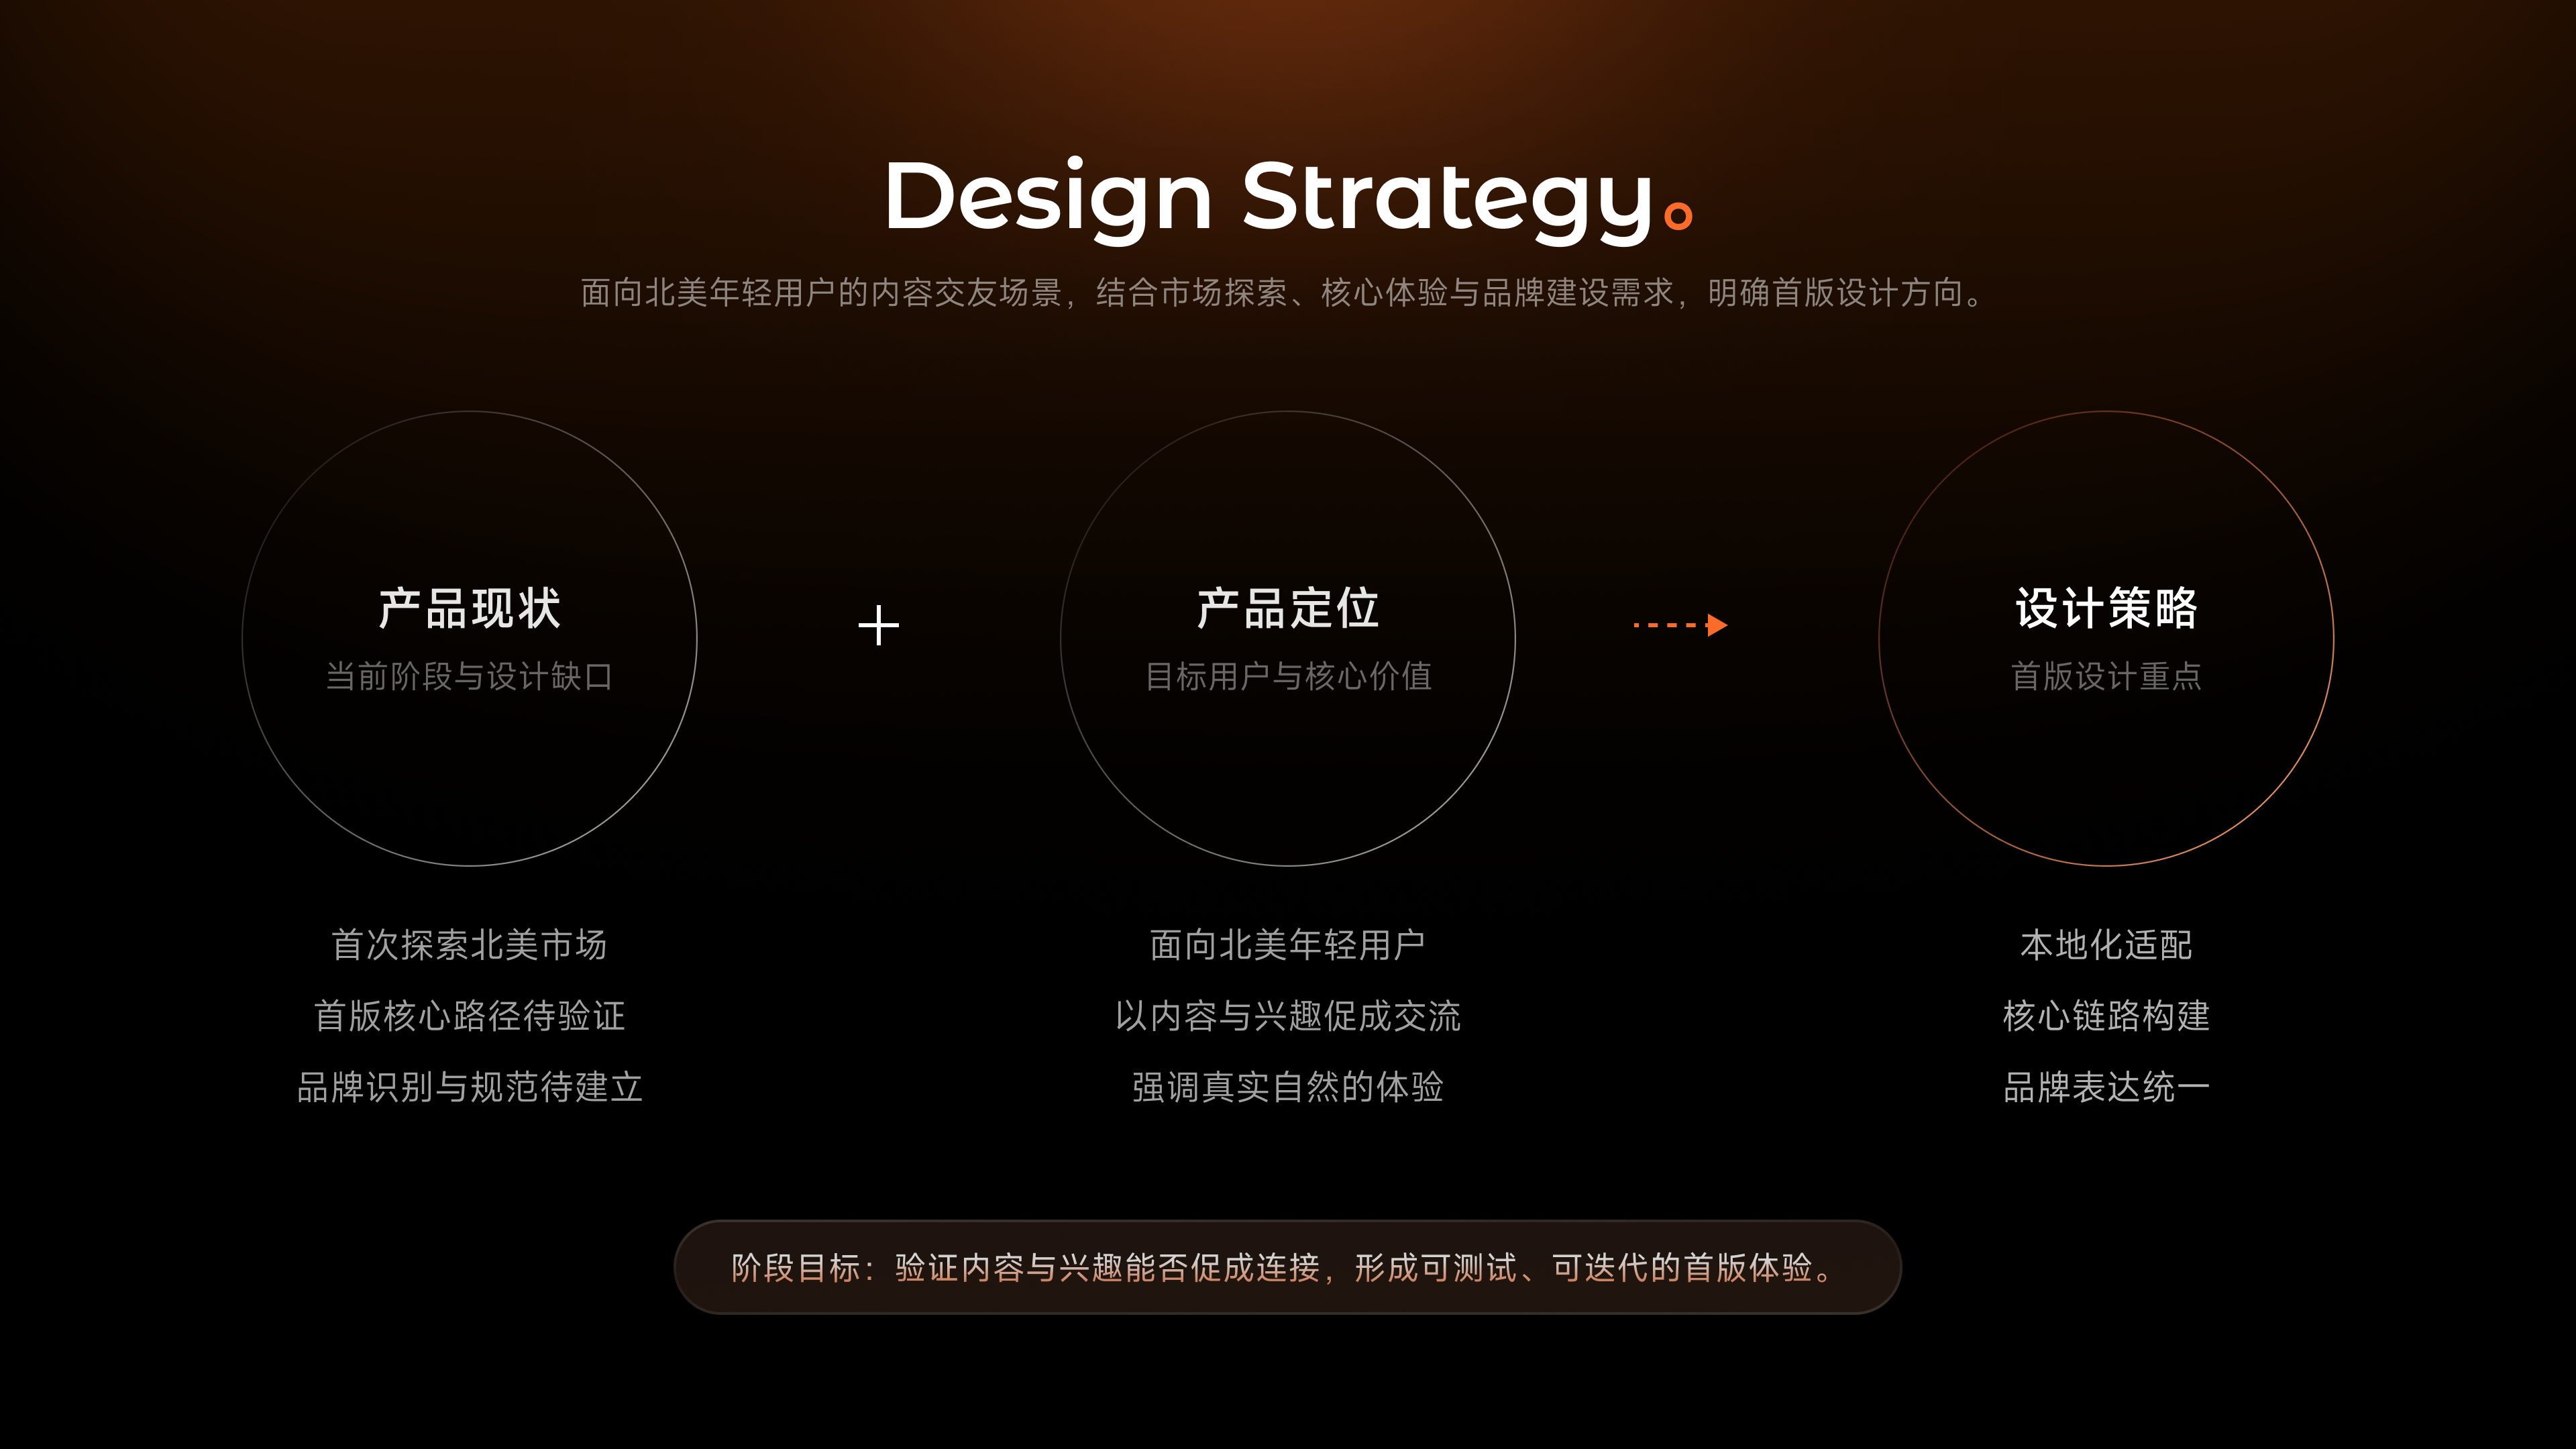 Design Strategy
面向北美年轻用户的内容交友场景，结合市场探索、核心体验与品牌建设需求，明确首版设计方向。
产品现状
当前阶段与设计缺口
+
产品定位
目标用户与核心价值
设计策略
首版设计重点
首次探索北美市场
首版核心路径待验证
品牌识别与规范待建立
面向北美年轻用户
以内容与兴趣促成交流
强调真实自然的体验
本地化适配
核心链路构建
品牌表达统一
阶段目标：验证内容与兴趣能否促成连接，形成可测试、可迭代的首版体验。